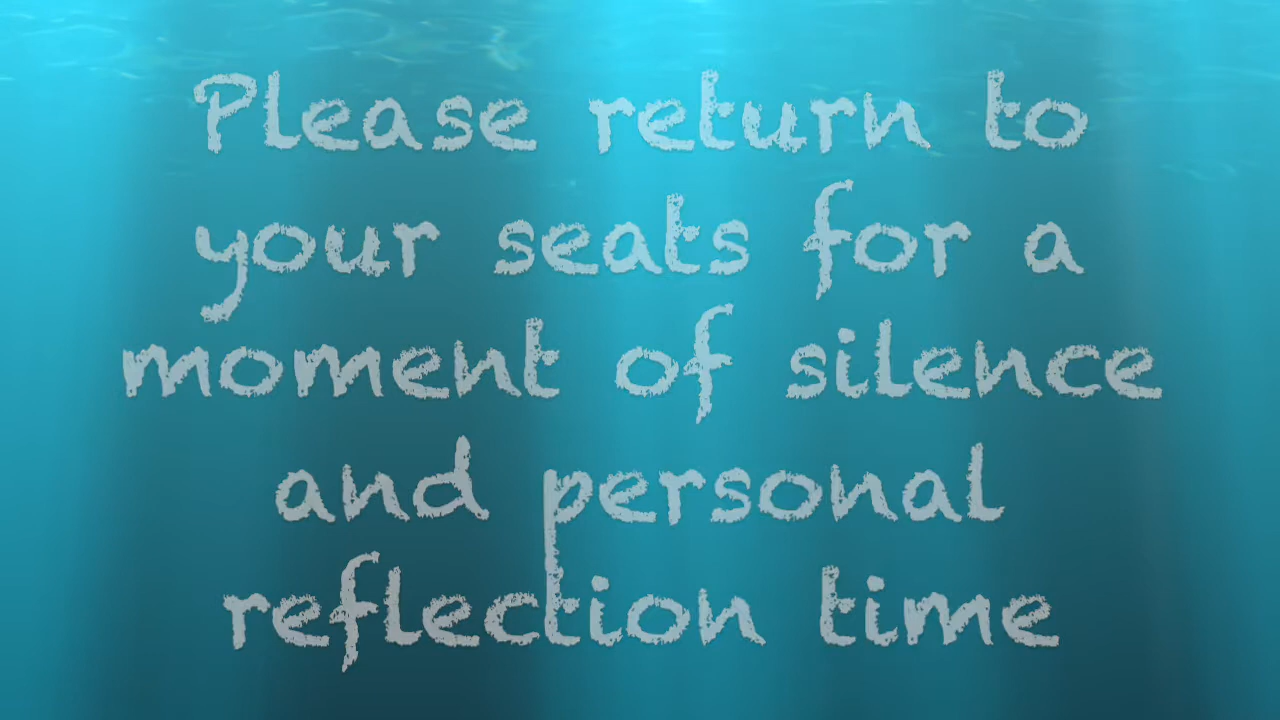 Please return to
your seats for a
moment of silence
and personal
reflection time